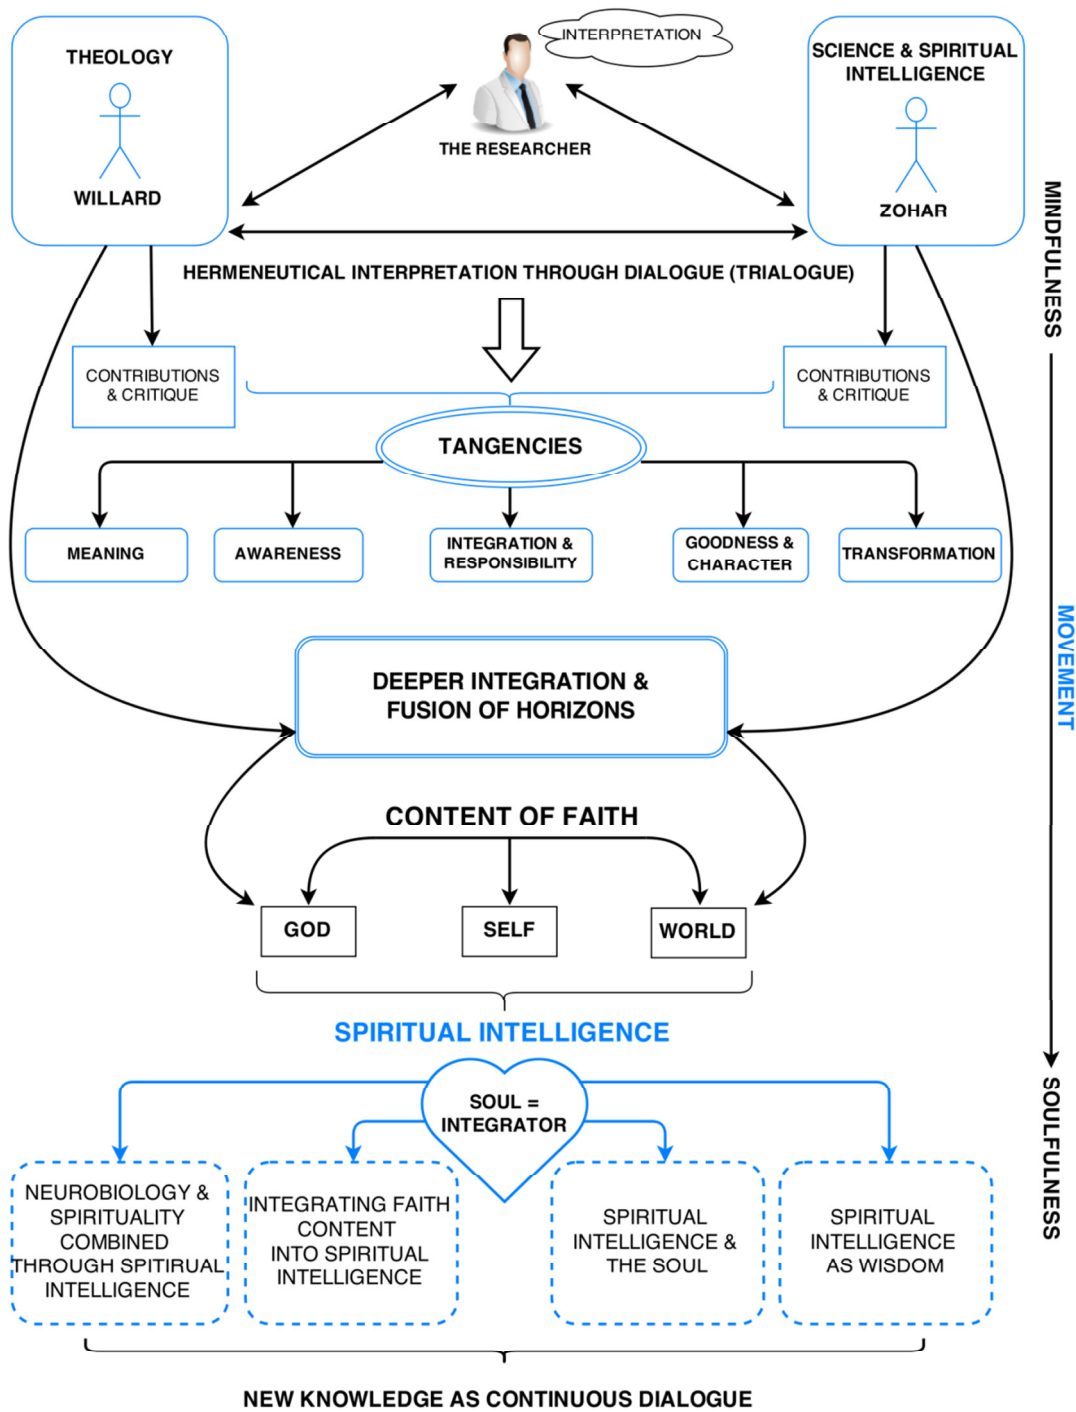 INTERPRETATION
THEOLOGY
WILLARD
THE RESEARCHER
SCIENCE & SPIRITUAL
INTELLIGENCE
ZOHAR
HERMENEUTICAL INTERPRETATION THROUGH DIALOGUE (TRIALOGUE)
CONTRIBUTIONS
& CRITIQUE
CONTRIBUTIONS
& CRITIQUE
TANGENCIES
MEANING
AWARENESS
INTEGRATION &
RESPONSIBILITY
GOODNESS &
CHARACTER
TRANSFORMATION
DEEPER INTEGRATION &
FUSION OF HORIZONS
CONTENT OF FAITH
GOD
SELF
WORLD
SPIRITUAL INTELLIGENCE
SOUL =
INTEGRATOR
NEUROBIOLOGY &
SPIRITUALITY
COMBINED
THROUGH SPITIRUAL
INTELLIGENCE
INTEGRATING FAITH
CONTENT
INTO SPIRITUAL
INTELLIGENCE
SPIRITUAL
INTELLIGENCE &
THE SOUL
SPIRITUAL
INTELLIGENCE
AS WISDOM
NEW KNOWLEDGE AS CONTINUOUS DIALOGUE
MINDFULNESS
MOVEMENT
SOULFULNESS